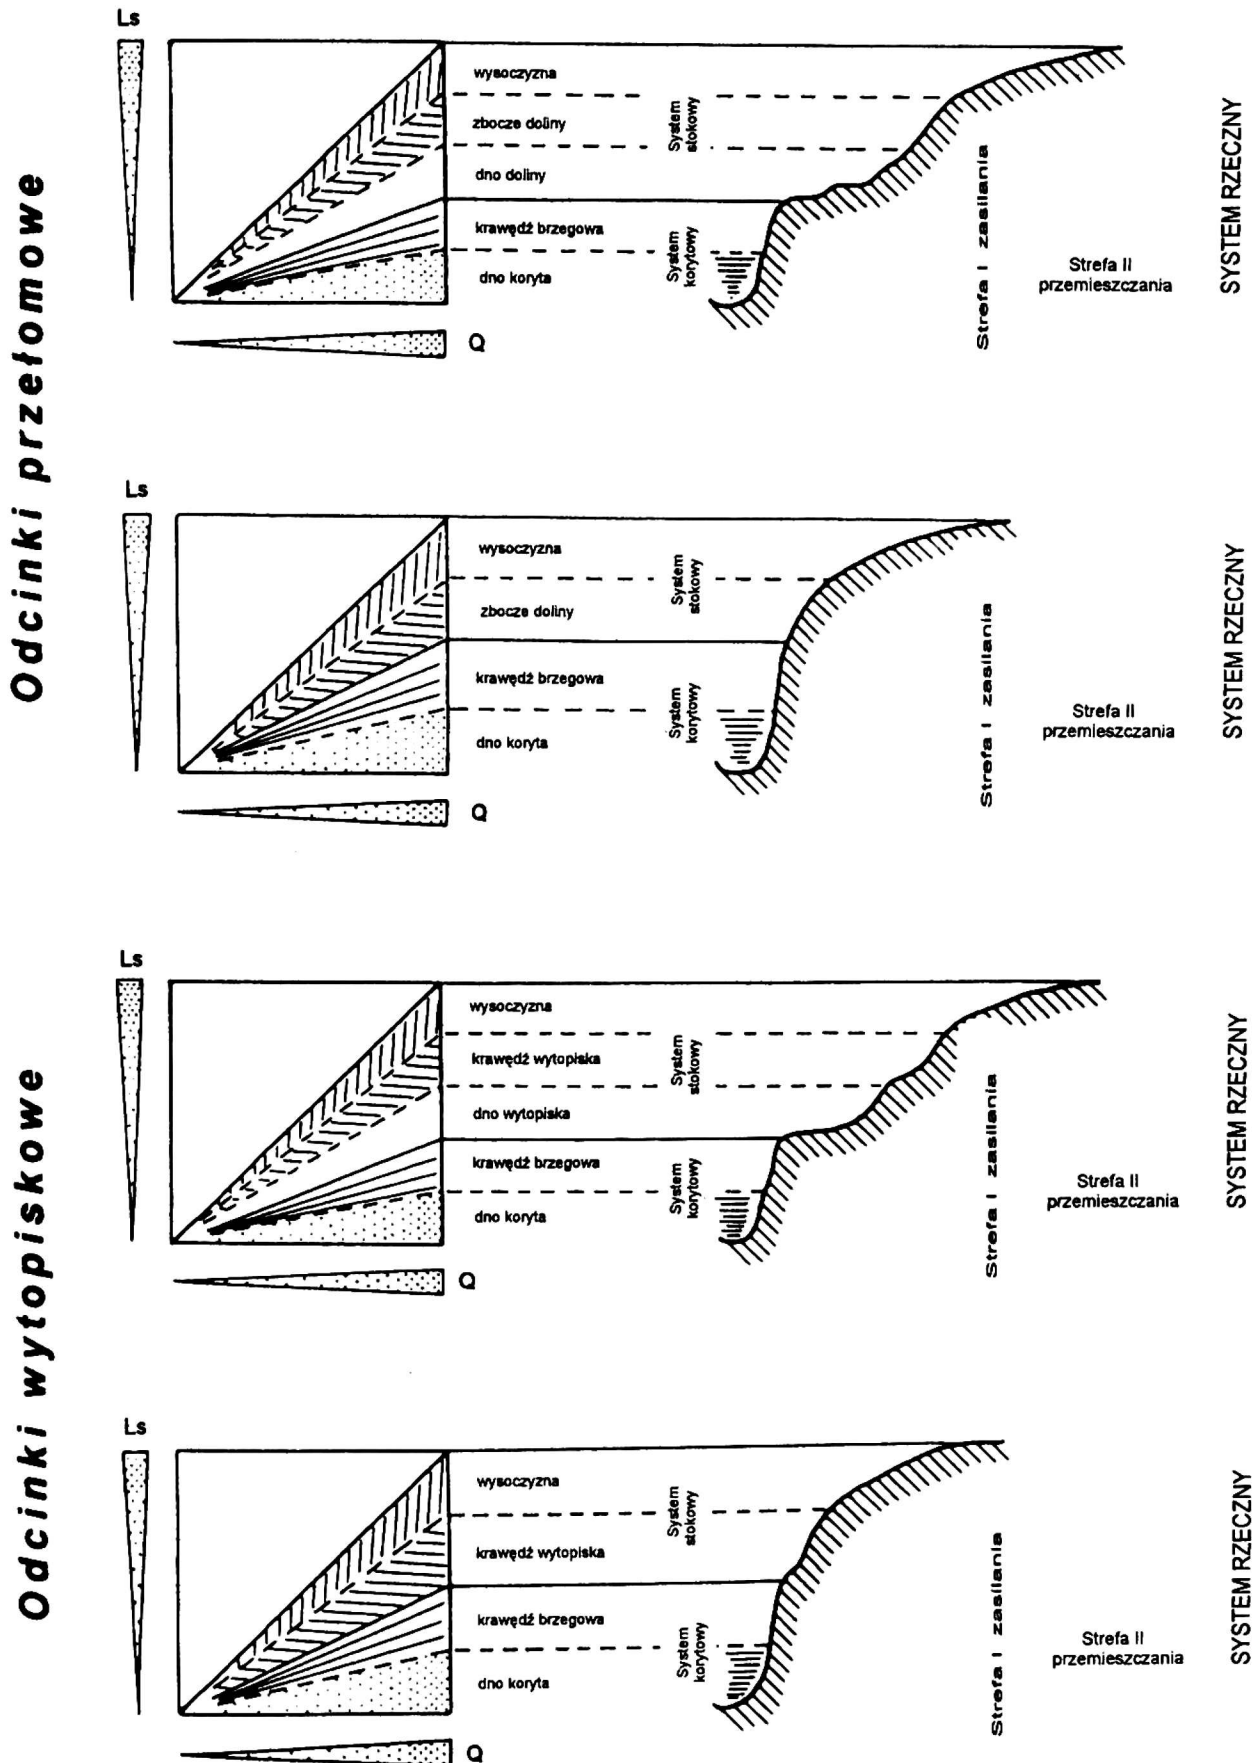 Odcinki przełomowe
Ls
wysoczyzna
zbocze doliny
dno doliny
krawędź brzegowa
dno koryta
System
stokowy
System
korytowy
Q
Strefa I zasilania
Strefa II
przemieszczania
SYSTEM RZECZNY
Ls
wysoczyzna
zbocze doliny
krawędź brzegowa
dno koryta
System
stokowy
System
korytowy
Q
Strefa I zasilania
Strefa II
przemieszczania
SYSTEM RZECZNY
Odcinki wytopiskowe
Ls
wysoczyzna
krawędź wytopiska
dno wytopiska
krawędź brzegowa
dno koryta
System
stokowy
System
korytowy
Q
Strefa I zasilania
Strefa II
przemieszczania
SYSTEM RZECZNY
Ls
wysoczyzna
krawędź wytopiska
krawędź brzegowa
dno koryta
System
stokowy
System
korytowy
Q
Strefa I zasilania
Strefa II
przemieszczania
SYSTEM RZECZNY